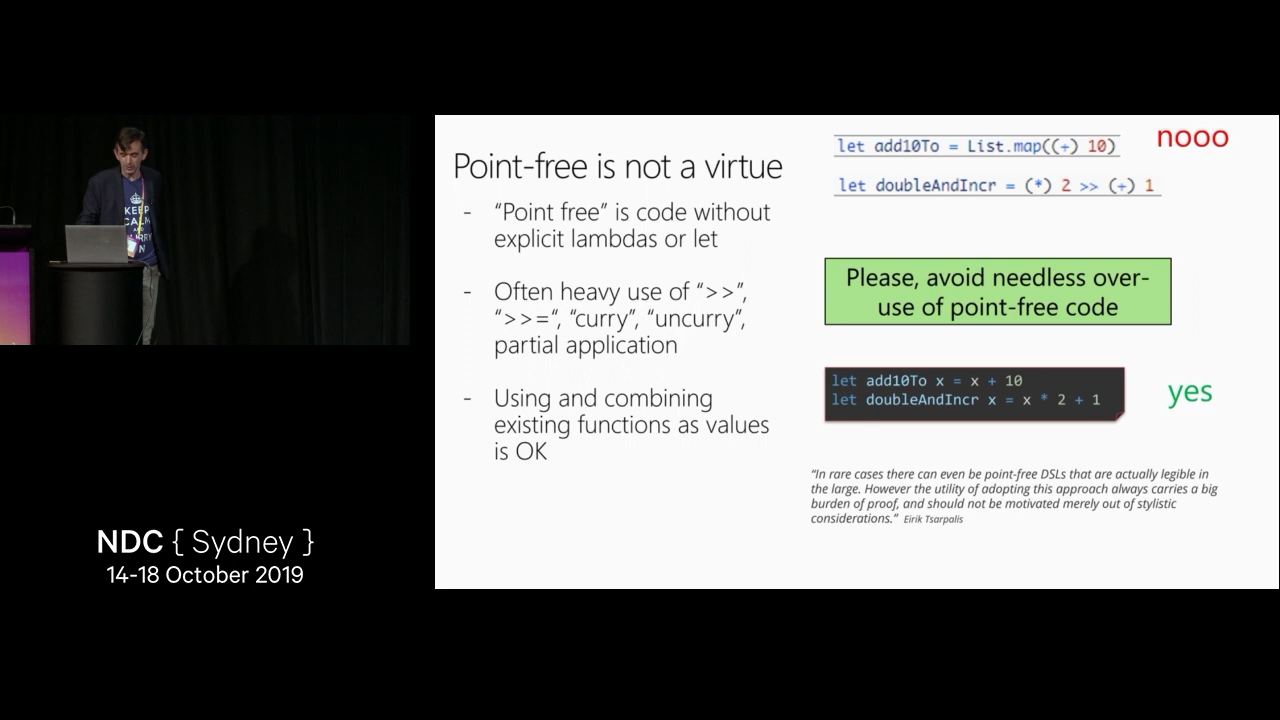 Point-free is not a virtue
- “Point free” is code without
explicit lambdas or let
- Often heavy use of “>>”,
“>>=“, “curry”, “uncurry”,
partial application
- Using and combining
existing functions as values
is OK
let add10To = List.map((+) 10)
nooo
let doubleAndIncr = (*) 2 >> (+) 1
Please, avoid needless over-
use of point-free code
let add10To x = x + 10
let doubleAndIncr x = x * 2 + 1
yes
“In rare cases there can even be point-free DSLs that are actually legible in
the large. However the utility of adopting this approach always carries a big
burden of proof, and should not be motivated merely out of stylistic
considerations.” Eirik Tsarpalis
KEEP
CALM
AND
NDC { Sydney }
14-18 October 2019